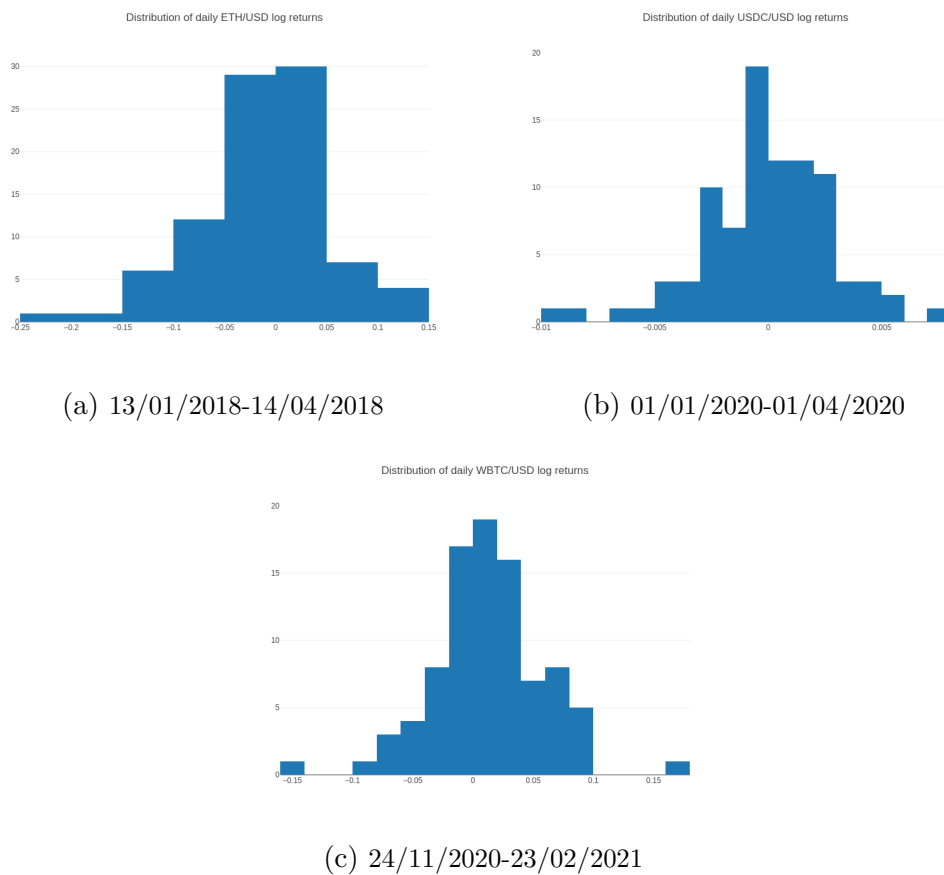 Distribution of daily ETH/USD log returns
30
25
20
15
10
5
0
−0.25 −0.2 −0.15 −0.1 −0.05 0 0.05 0.1 0.15
(a) 13/01/2018-14/04/2018
Distribution of daily USDC/USD log returns
20
15
10
5
0
−0.01 −0.005 0 0.005
(b) 01/01/2020-01/04/2020
Distribution of daily WBTC/USD log returns
20
15
10
5
0
−0.15 −0.1 −0.05 0 0.05 0.1 0.15
(c) 24/11/2020-23/02/2021